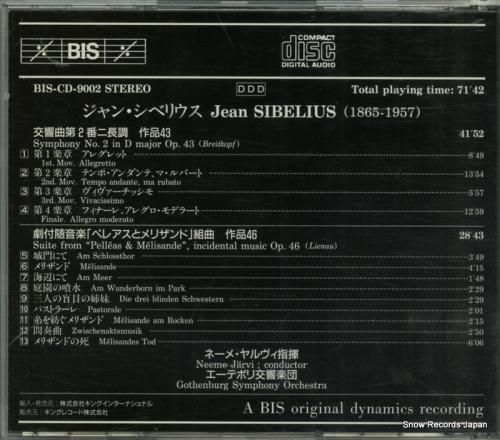 BIS
COMPACT
disc
DIGITAL AUDIO
BIS-CD-9002 STEREO
DDD
Total playing time: 71'42
ジャン・シベリウス Jean SIBELIUS (1865-1957)
交響曲第2番ニ長調 作品43 41'52
Symphony No. 2 in D major Op. 43 (Breitkopf)
1 第1楽章 アレグレット 8'49
1st. Mov. Allegretto
2 第2楽章 テンポ・アンダンテ、マ・ルバート 13'54
2nd. Mov. Tempo andante, ma rubato
3 第3楽章 ヴィヴァーチッシモ 5'57
3rd. Mov. Vivacissimo
4 第4楽章 フィナーレ、アレグロ・モデラート 12'59
Finale. Allegro moderato
劇付随音楽「ペレアスとメリザンド」組曲 作品46 28'43
Suite from "Pelléas & Mélisande", incidental music Op. 46 (Lienau)
5 城門にて Am Schlossthor 3'49
6 メリザンド Mélisande 4'15
7 海辺にて Am Meer 1'48
8 庭園の噴水 Am Wunderborn im Park 2'29
9 三人の盲目の姉妹 Die drei blinden Schwestern 2'29
10 パストラーレ Pastorale 2'01
11 糸を紡ぐメリザンド Mélisande am Rocken 2'15
12 間奏曲 Zwischenaktsmusik 2'50
13 メリザンドの死 Mélisandes Tod 6'06
ネーメ・ヤルヴィ指揮
Neeme Järvi ; conductor
エーテボリ交響楽団
Gothenburg Symphony Orchestra
輸入・発売元：株式会社キングインターナショナル
販売元：キングレコード株式会社
A BIS original dynamics recording
Snow Records Japan